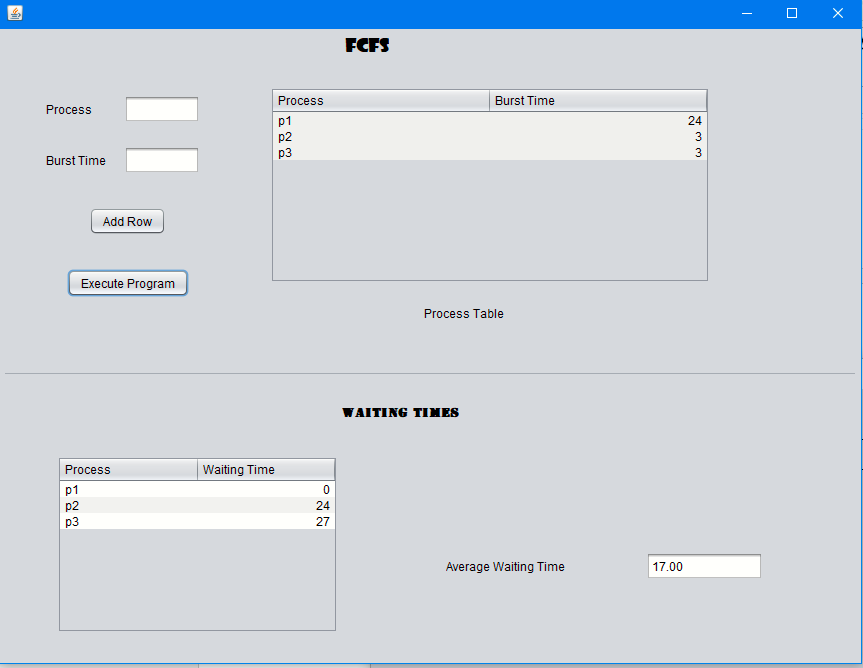 FCFS
Process
Burst Time
Add Row
Execute Program
Process Burst Time
p1 24
p2 3
p3 3
Process Table
WAITING TIMES
Process Waiting Time
p1 0
p2 24
p3 27
Average Waiting Time 17.00